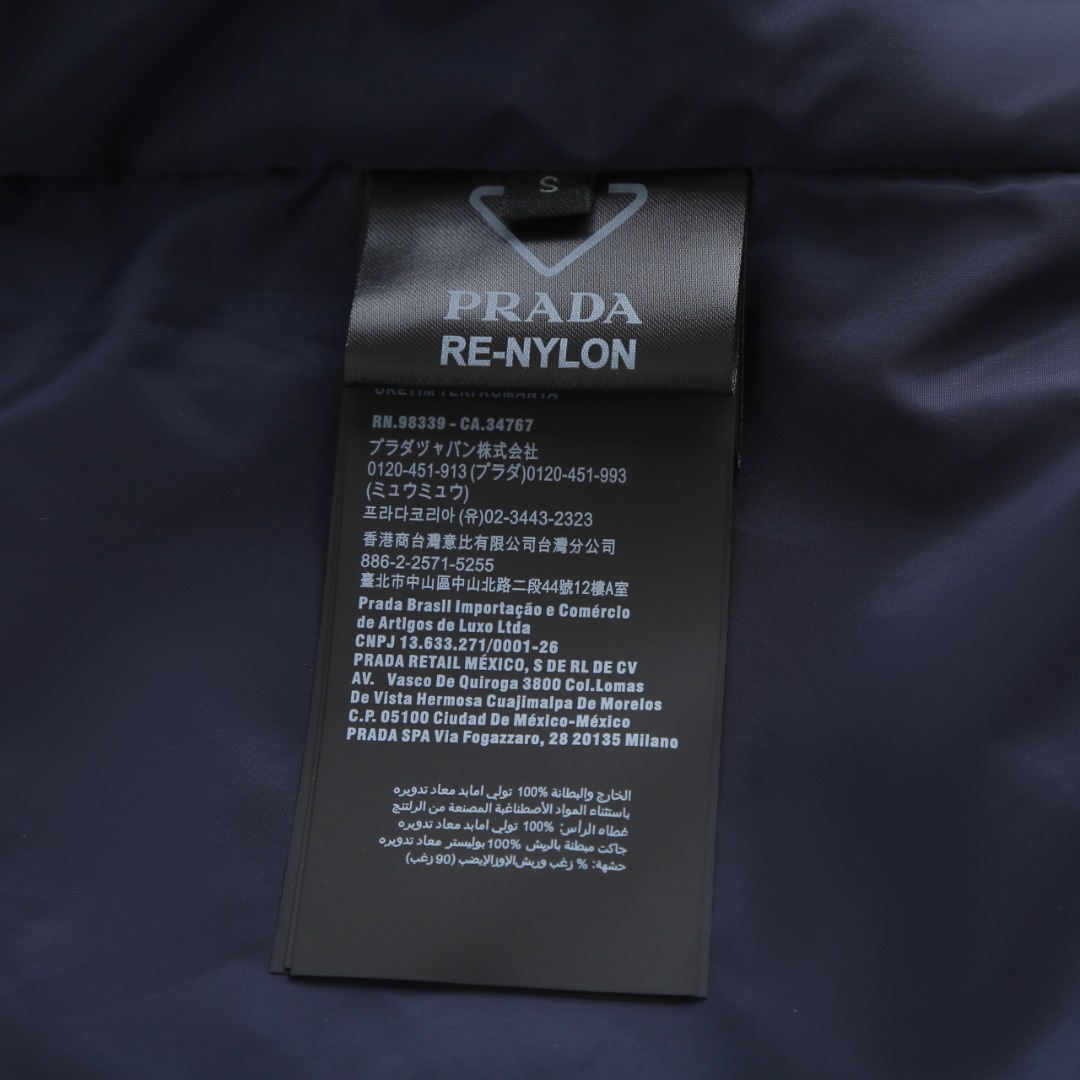 S
PRADA
RE-NYLON
ÜRETİM YERİ ROMANYA
RN.98339 - CA.34767
プラダジャパン株式会社
0120-451-913 (プラダ)0120-451-993
(ミュウミュウ)
프라다코리아 (유)02-3443-2323
香港商台灣意比有限公司台灣分公司
886-2-2571-5255
臺北市中山區中山北路二段44號12樓A室
Prada Brasil Importação e Comércio
de Artigos de Luxo Ltda
CNPJ 13.633.271/0001-26
PRADA RETAIL MÉXICO, S DE RL DE CV
AV. Vasco De Quiroga 3800 Col.Lomas
De Vista Hermosa Cuajimalpa De Morelos
C.P. 05100 Ciudad De México-México
PRADA SPA Via Fogazzaro, 28 20135 Milano
الخارج والبطانة 100% تولي امايد معاد تدويره
باستثناء المواد الأصطناعية المصنعة من الرلتنج
غطاه الرأس: 100% تولي امايد معاد تدويره
جاكت مبطنة بالريش 100% بوليستر معاد تدويره
حشهة: % زغب وريش الإوز الإيبضب (90 زغب)